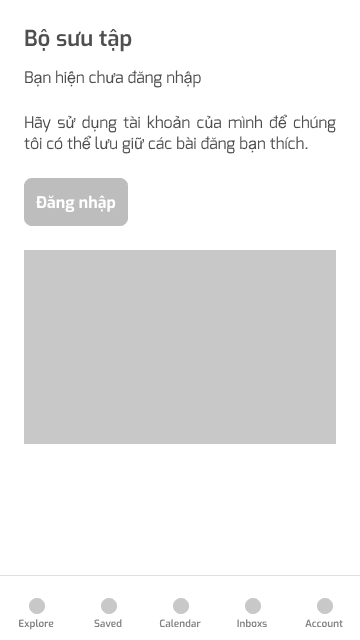 Bộ sưu tập
Bạn hiện chưa đăng nhập
Hãy sử dụng tài khoản của mình để chúng
tôi có thể lưu giữ các bài đăng bạn thích.
Đăng nhập
Explore
Saved
Calendar
Inboxs
Account